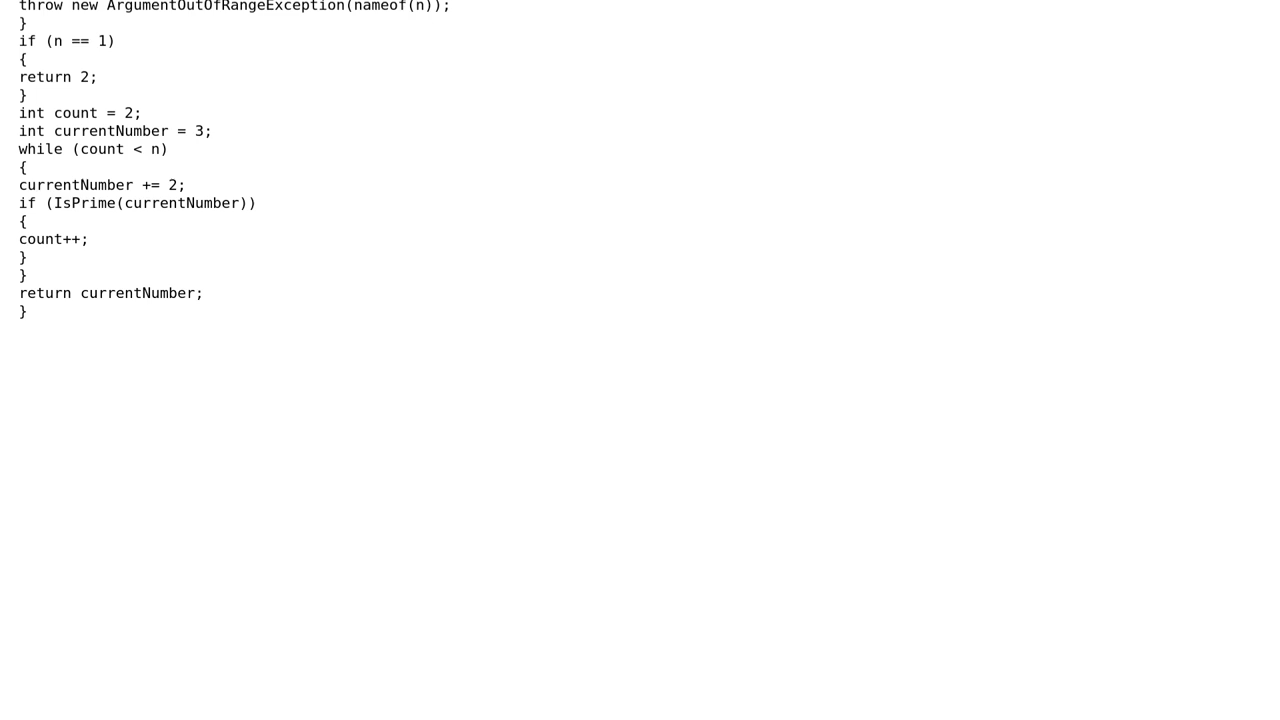 throw new ArgumentOutOfRangeException(nameof(n));
}
if (n == 1)
{
return 2;
}
int count = 2;
int currentNumber = 3;
while (count < n)
{
currentNumber += 2;
if (IsPrime(currentNumber))
{
count++;
}
}
return currentNumber;
}